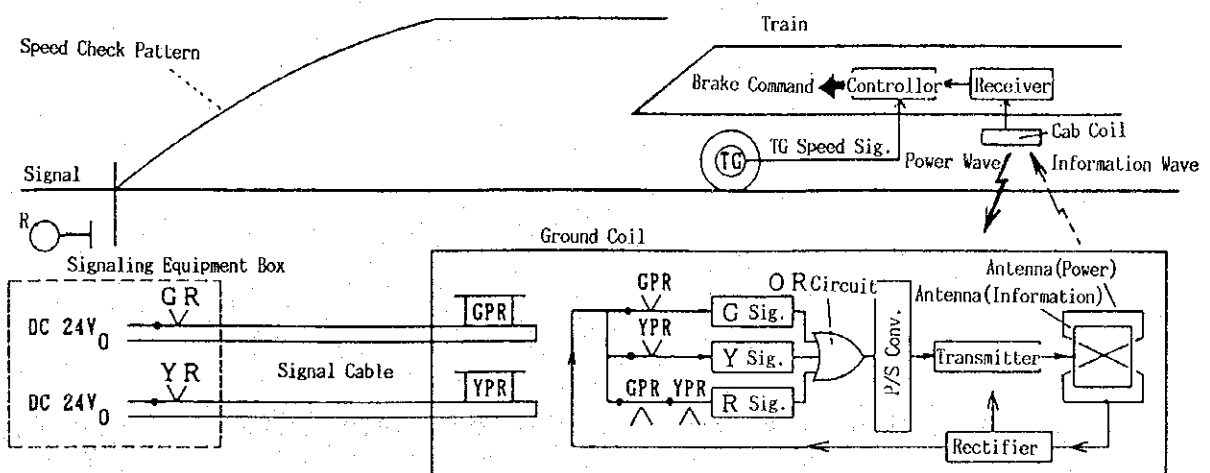 Train
Speed Check Pattern
Brake Command
Controllor
Receiver
Cab Coil
TG
TG Speed Sig.
Power Wave
Information Wave
Signal
R
Ground Coil
Signaling Equipment Box
Antenna(Power)
Antenna(Information)
GR
DC 24V
0
GPR
GPR
G Sig.
OR Circuit
YPR
Y Sig.
P/S Conv.
Transmitter
YR
DC 24V
0
Signal Cable
YPR
GPR YPR
R Sig.
Rectifier